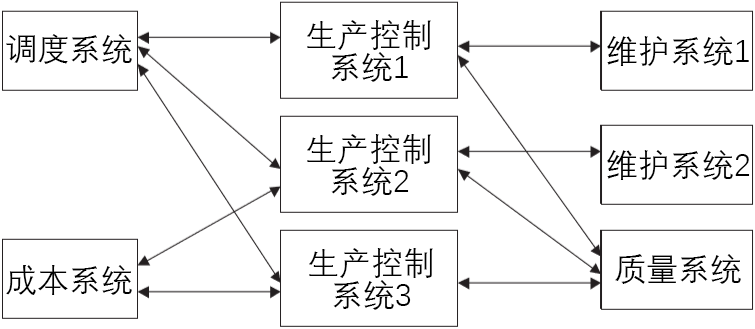 调度系统
生产控制
系统1
维护系统1
生产控制
系统2
维护系统2
成本系统
生产控制
系统3
质量系统